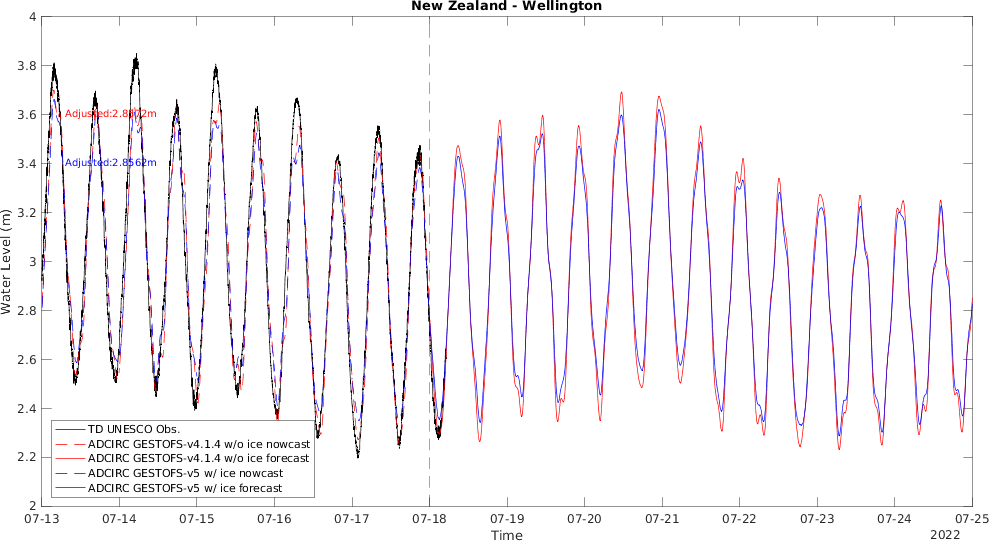 New Zealand - Wellington
4
3.8
3.6
3.4
3.2
3
2.8
2.6
2.4
2.2
2
Water Level (m)
Adjusted:2.8562m
TD UNESCO Obs.
ADCIRC GESTOFS-v4.1.4 w/o ice nowcast
ADCIRC GESTOFS-v4.1.4 w/o ice forecast
ADCIRC GESTOFS-v5 w/ ice nowcast
ADCIRC GESTOFS-v5 w/ ice forecast
07-13 07-14 07-15 07-16 07-17 07-18 07-19 07-20 07-21 07-22 07-23 07-24 07-25
Time
2022